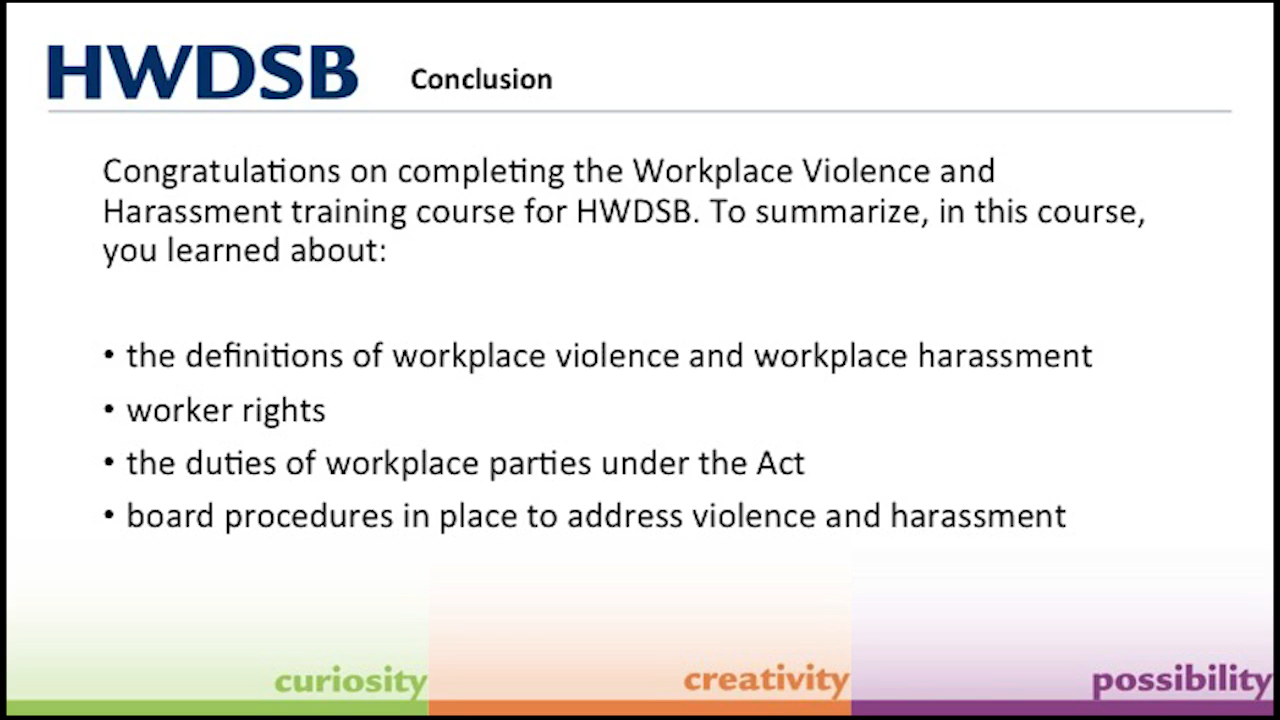 HWDSB Conclusion
Congratulations on completing the Workplace Violence and
Harassment training course for HWDSB. To summarize, in this course,
you learned about:
• the definitions of workplace violence and workplace harassment
• worker rights
• the duties of workplace parties under the Act
• board procedures in place to address violence and harassment
curiosity creativity possibility